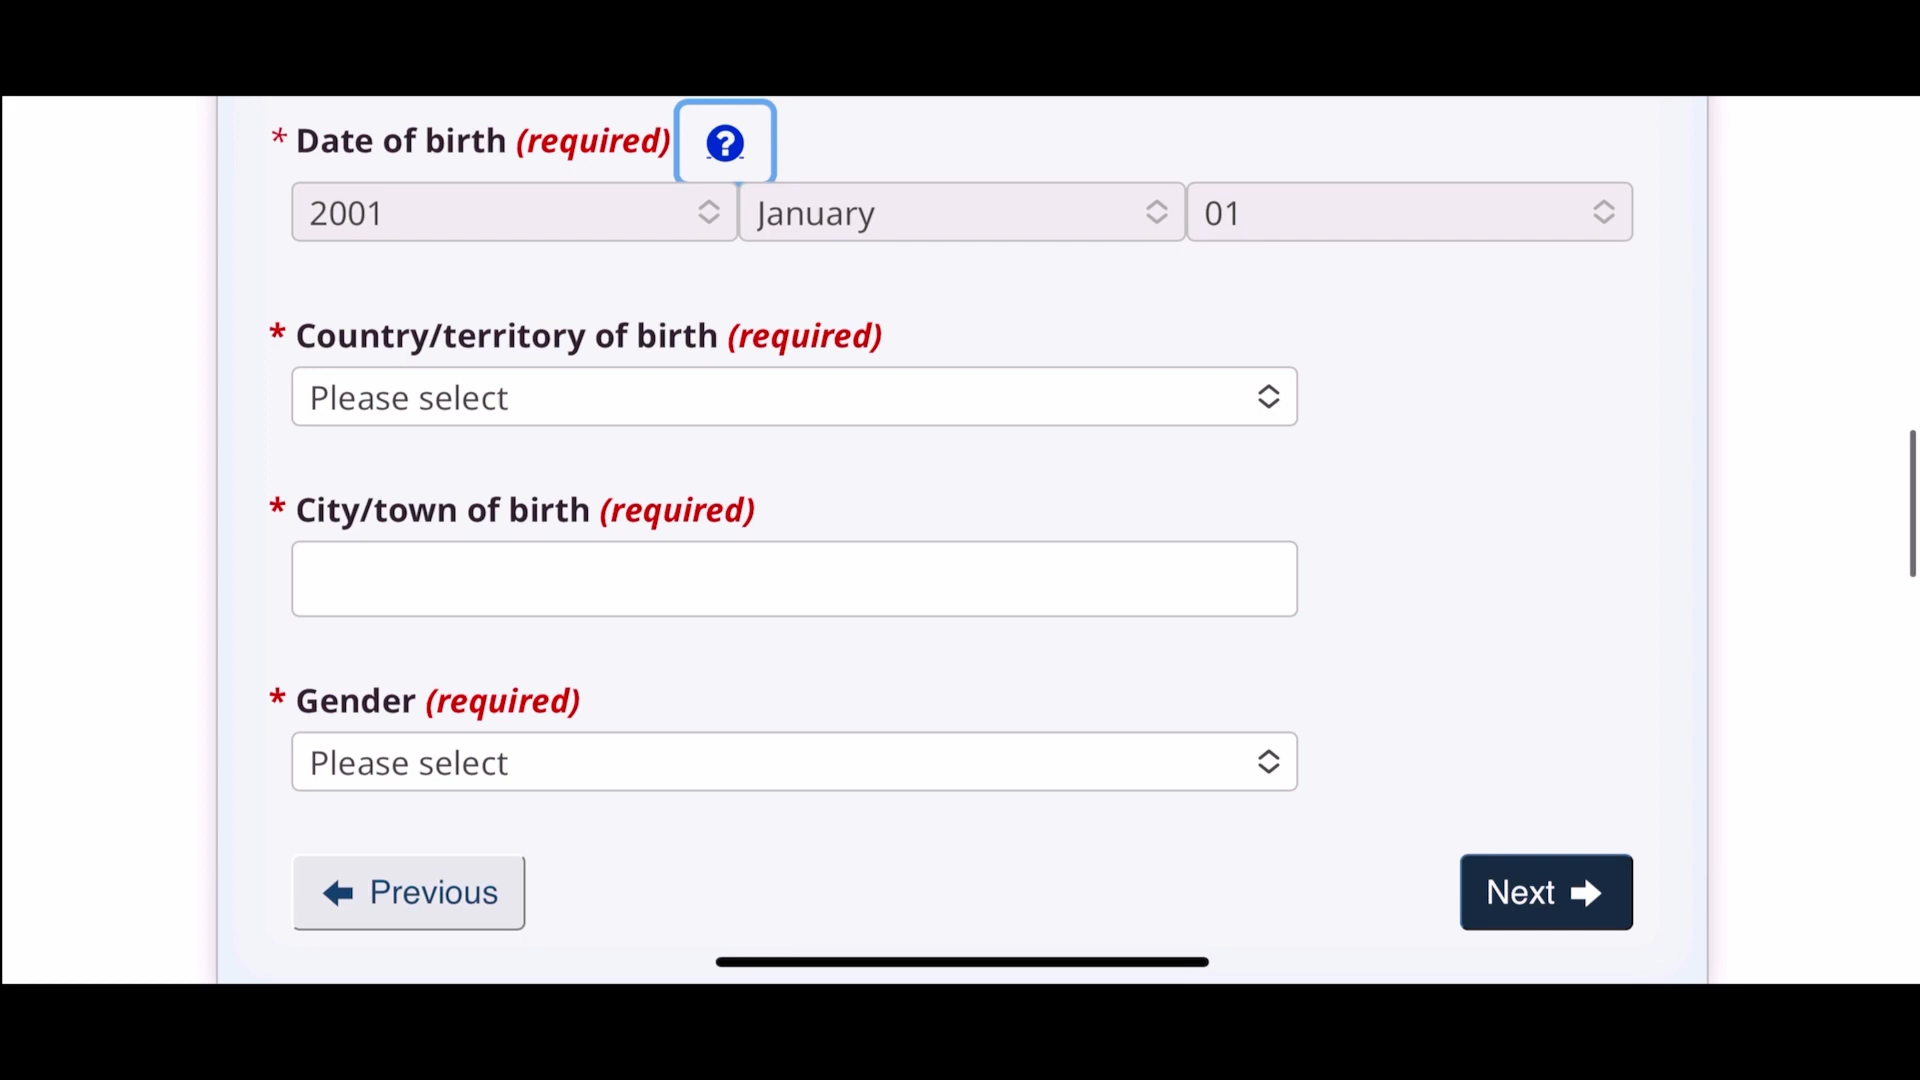 * Date of birth (required) ?
2001 January 01
* Country/territory of birth (required)
Please select
* City/town of birth (required)
* Gender (required)
Please select
Previous Next